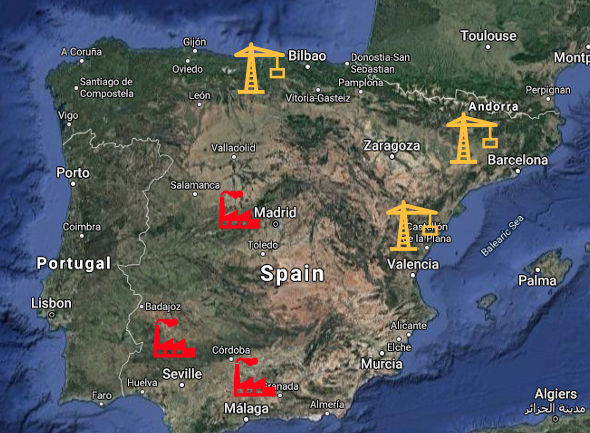 Toulouse
Gijón
A Coruña
Bilbao
Donostia-San
Sebastian
Montp
Oviedo
Santiago de
Compostela
Pamplona
Vitoria-Gasteiz
León
Perpignan
Andorra
Vigo
Valladolid
Zaragoza
Barcelona
Porto
Salamanca
Madrid
Coimbra
Castellón
de la Plana
Balearic Sea
Toledo
Portugal
Spain
Valencia
Palma
Lisbon
Badajoz
Alicante
Elche
Córdoba
Murcia
Seville
Huelva
Granada
Faro
Málaga
Almería
Algiers
مدينة الجزائر